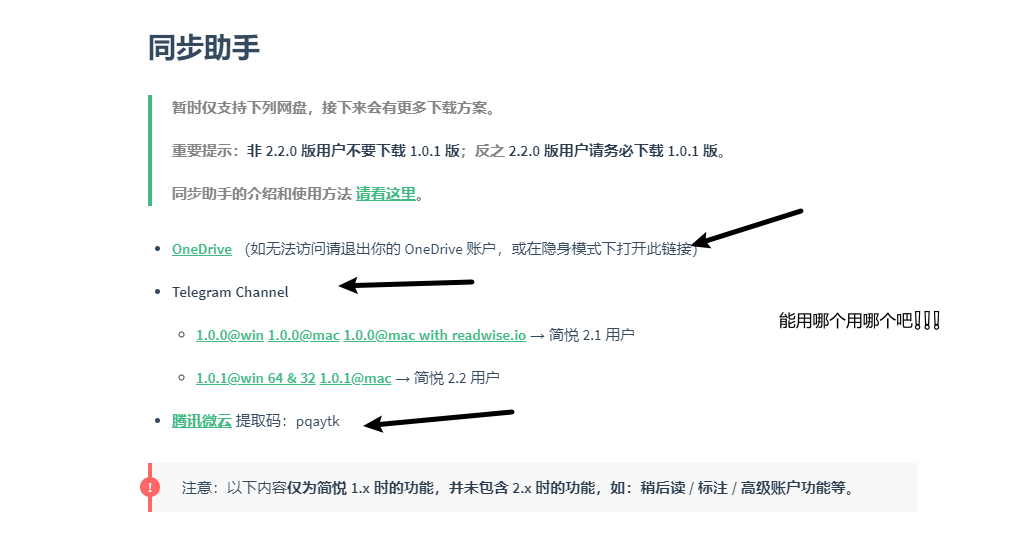 同步助手
暂时仅支持下列网盘，接下来会有更多下载方案。
重要提示：非 2.2.0 版用户不要下载 1.0.1 版；反之 2.2.0 版用户请务必下载 1.0.1 版。
同步助手的介绍和使用方法 请看这里。
OneDrive （如无法访问请退出你的 OneDrive 账户，或在隐身模式下打开此链接）
Telegram Channel
1.0.0@win 1.0.0@mac 1.0.0@mac with readwise.io → 简悦 2.1 用户
能用哪个用哪个吧!!!
1.0.1@win 64 & 32 1.0.1@mac → 简悦 2.2 用户
腾讯微云 提取码：pqaytk
! 注意：以下内容仅为简悦 1.x 时的功能，并未包含 2.x 时的功能，如：稍后读 / 标注 / 高级账户功能等。